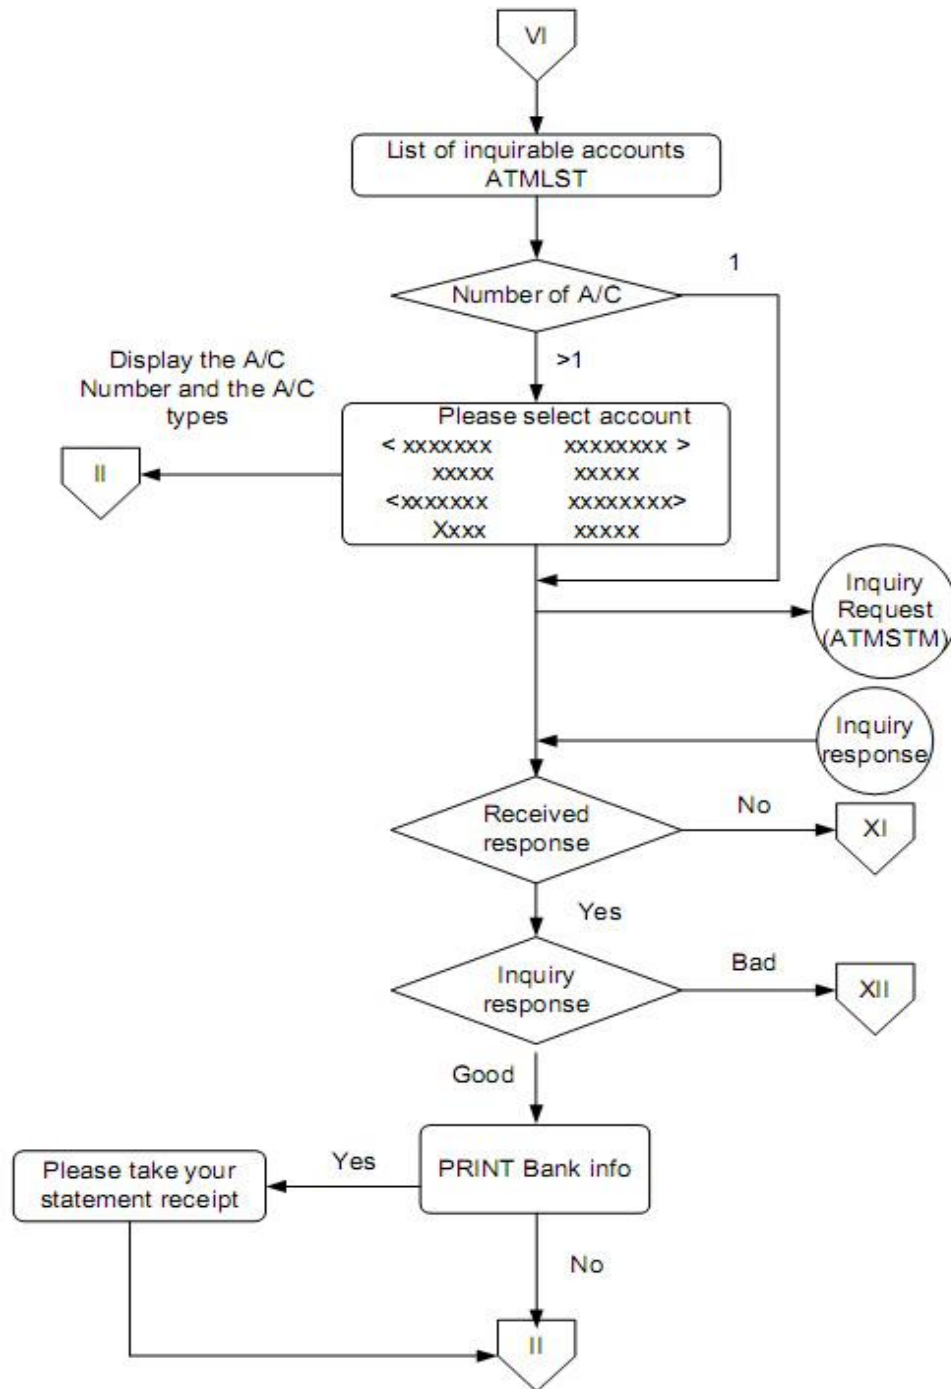 VI
List of inquirable accounts
ATMLST
Number of A/C
1
>1
Display the A/C
Number and the A/C
types
II
Please select account
< xxxxxxx xxxxxxxx >
xxxxx xxxxx
<xxxxxxx xxxxxxxx>
Xxxx xxxxx
Inquiry
Request
(ATMSTM)
Inquiry
response
Received
response
No
XI
Yes
Inquiry
response
Bad
XII
Good
PRINT Bank info
Yes
Please take your
statement receipt
No
II